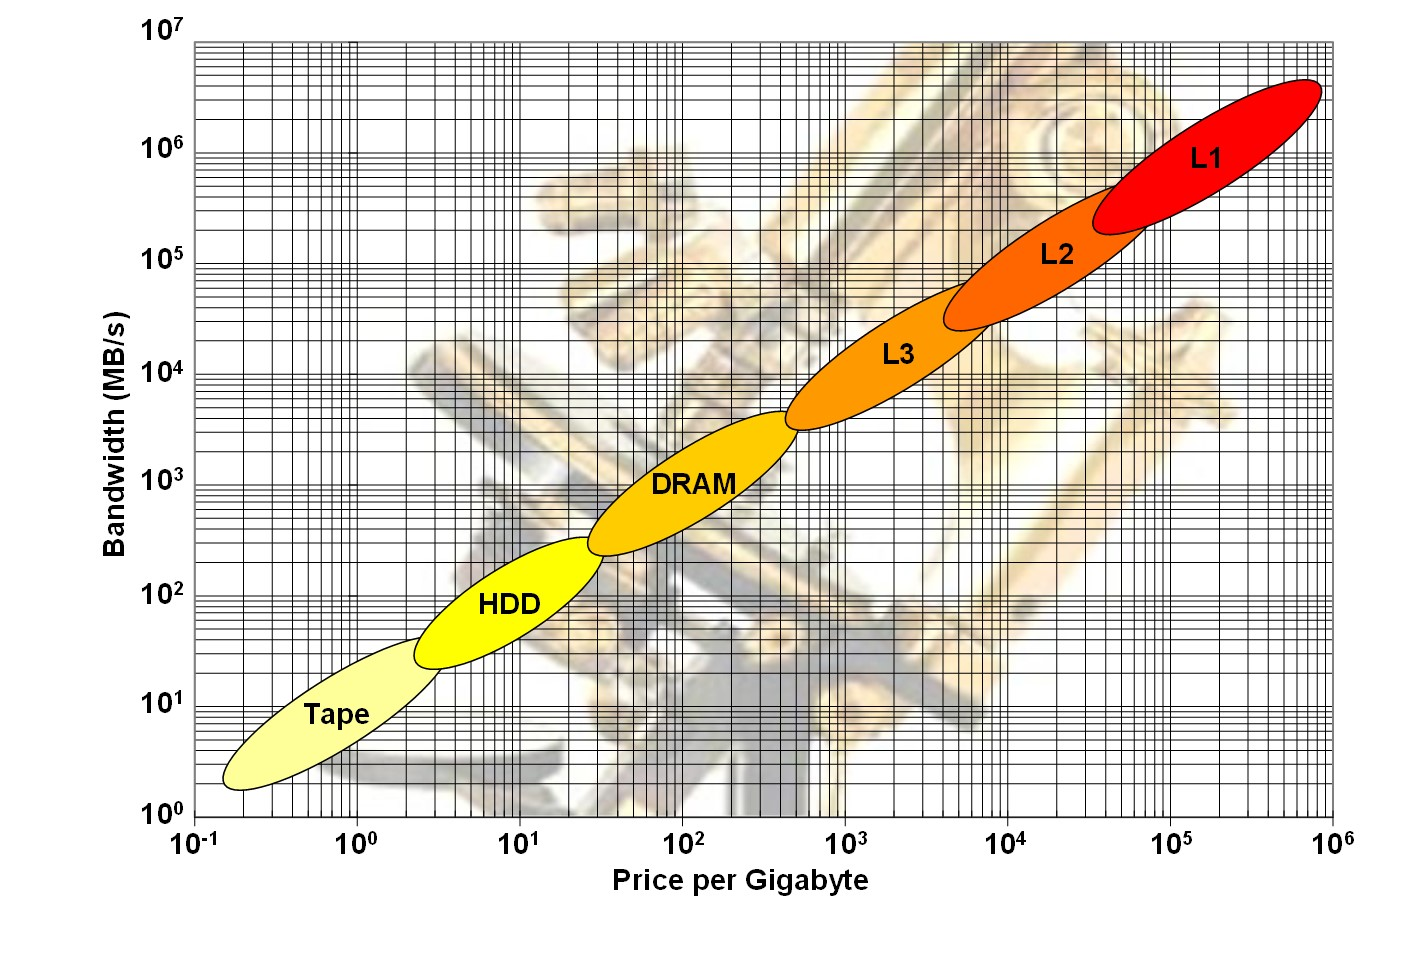 10⁷
10⁶
L1
10⁵
L2
10⁴
L3
10³
DRAM
10²
HDD
10¹
Tape
10⁰
Bandwidth (MB/s)
10⁻¹ 10⁰ 10¹ 10² 10³ 10⁴ 10⁵ 10⁶
Price per Gigabyte